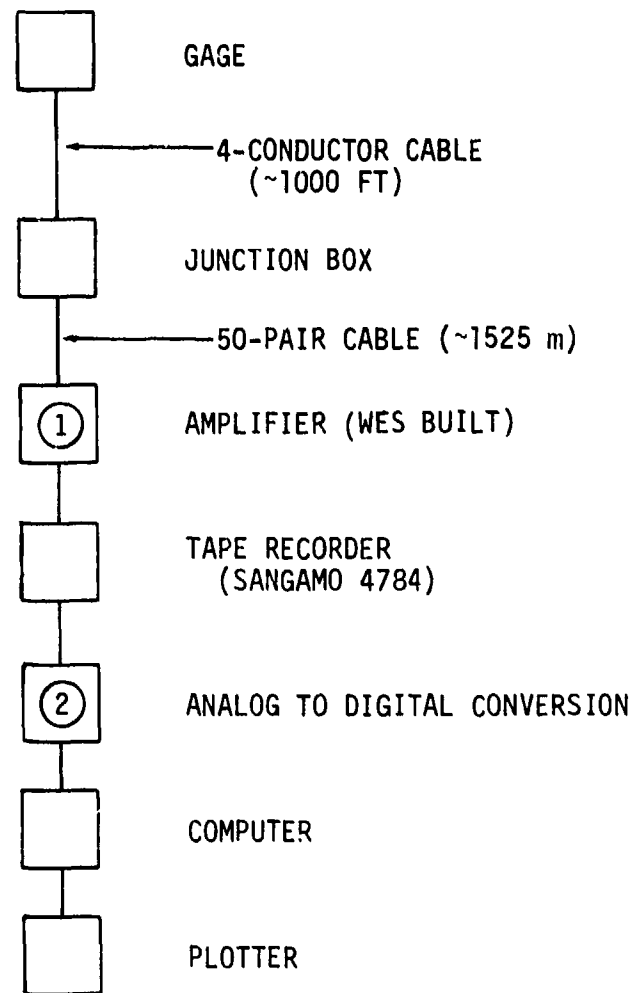 GAGE
4-CONDUCTOR CABLE
(~1000 FT)
JUNCTION BOX
50-PAIR CABLE (~1525 m)
1
AMPLIFIER (WES BUILT)
TAPE RECORDER
(SANGAMO 4784)
2
ANALOG TO DIGITAL CONVERSION
COMPUTER
PLOTTER